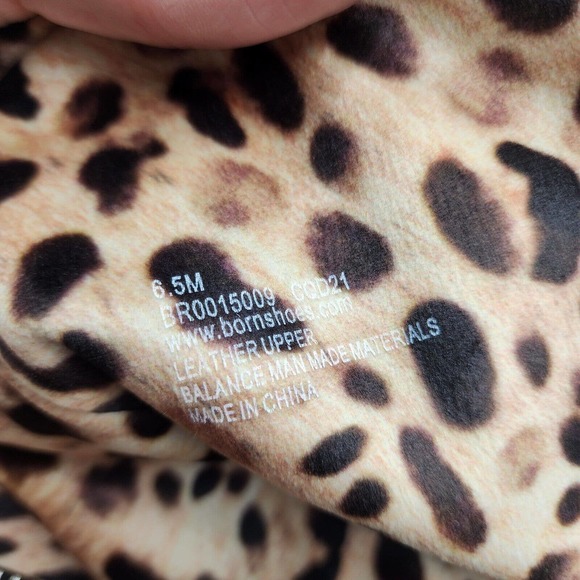 6.5M
BR0015009 CQD21
www.bornshoes.com
LEATHER UPPER
BALANCE MAN MADE MATERIALS
MADE IN CHINA